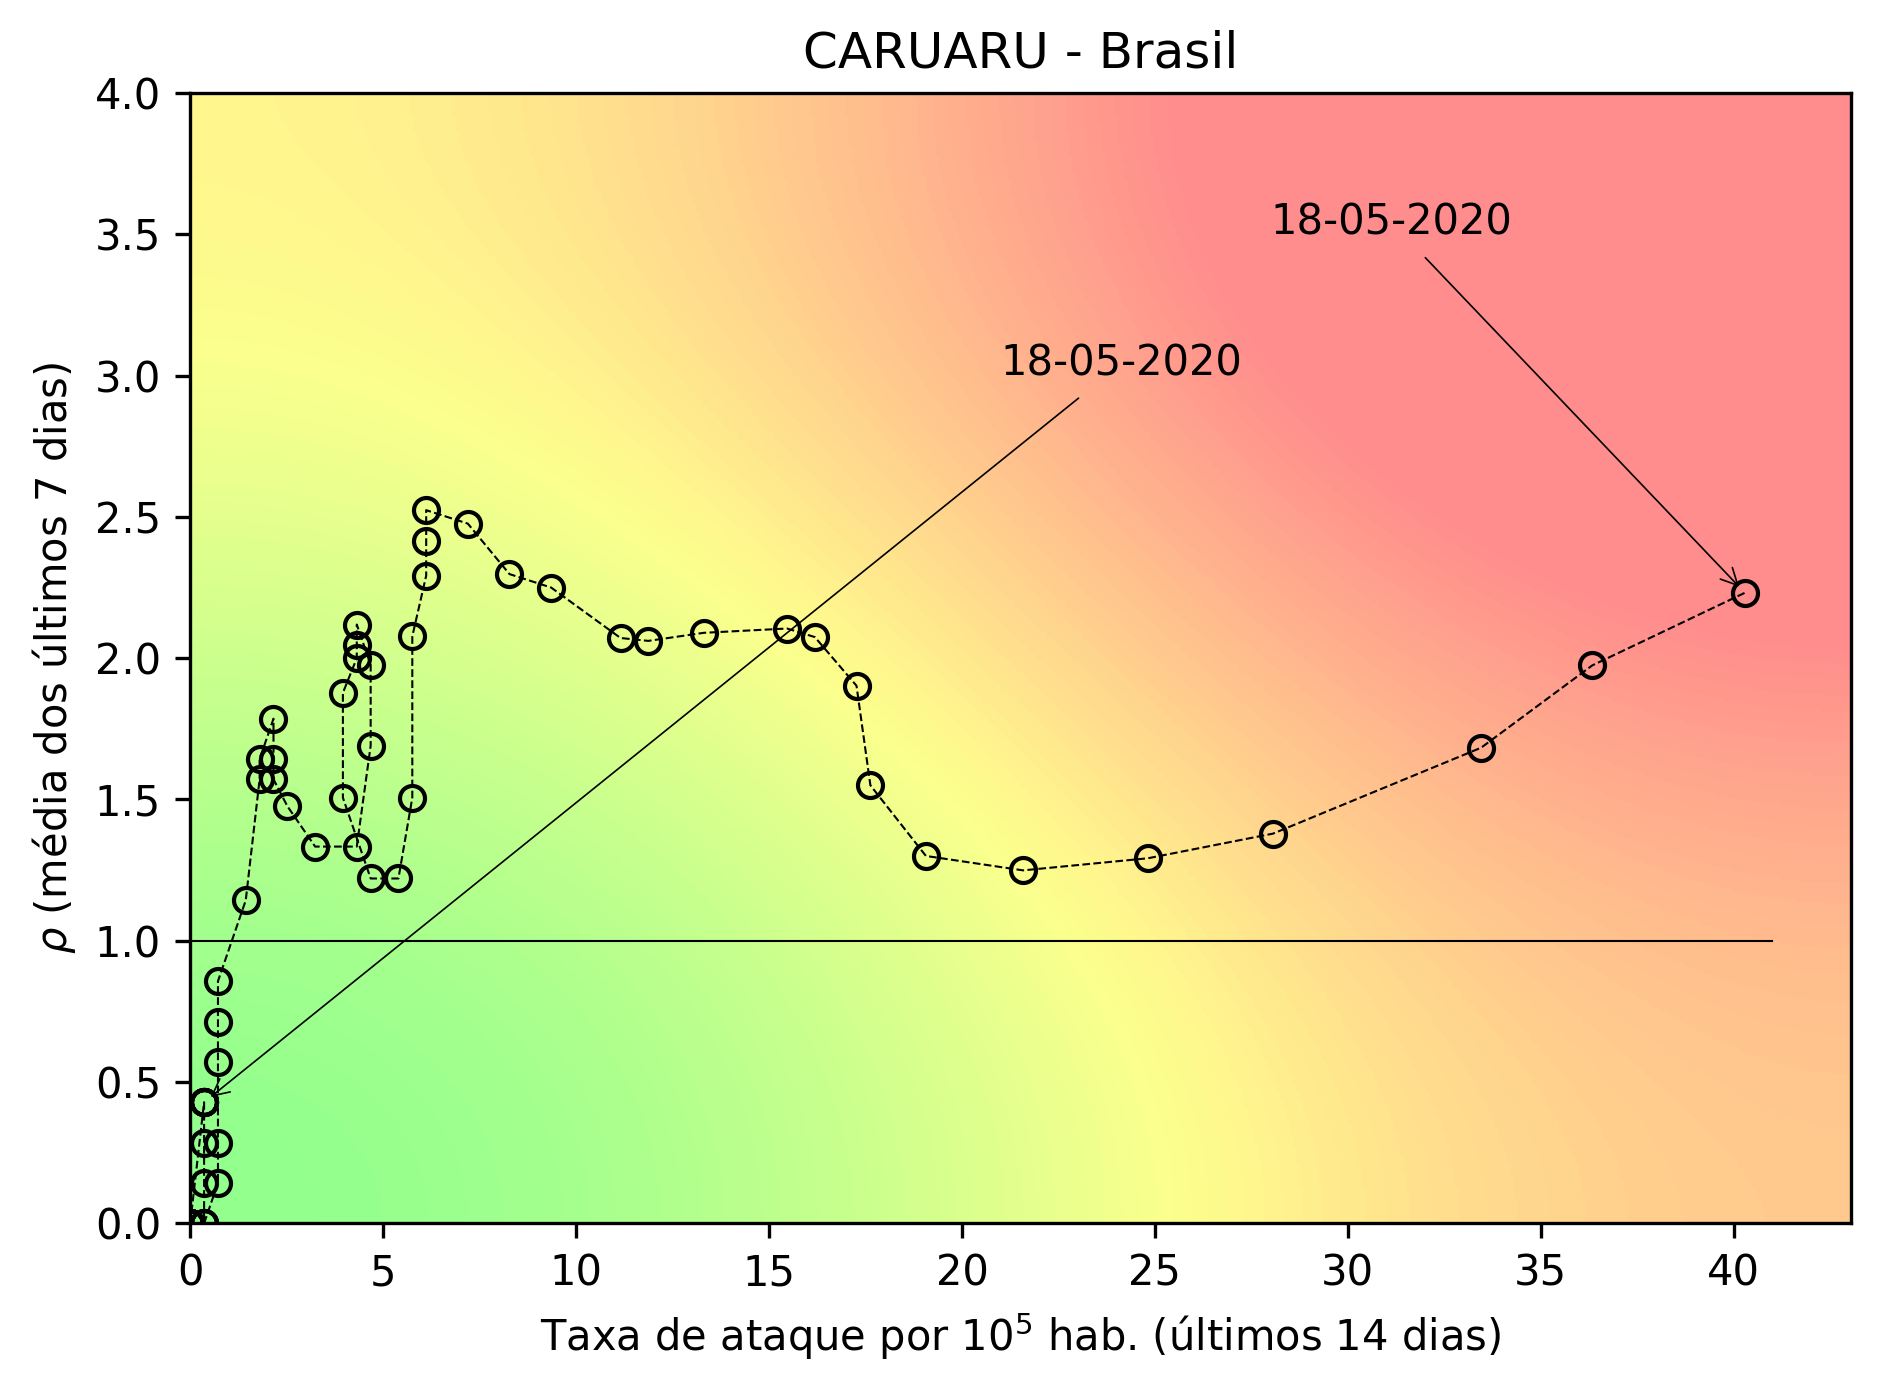 CARUARU - Brasil
4.0
3.5
3.0
2.5
2.0
1.5
1.0
0.5
0.0
ρ (média dos últimos 7 dias)
18-05-2020
18-05-2020
0 5 10 15 20 25 30 35 40
Taxa de ataque por 10⁵ hab. (últimos 14 dias)